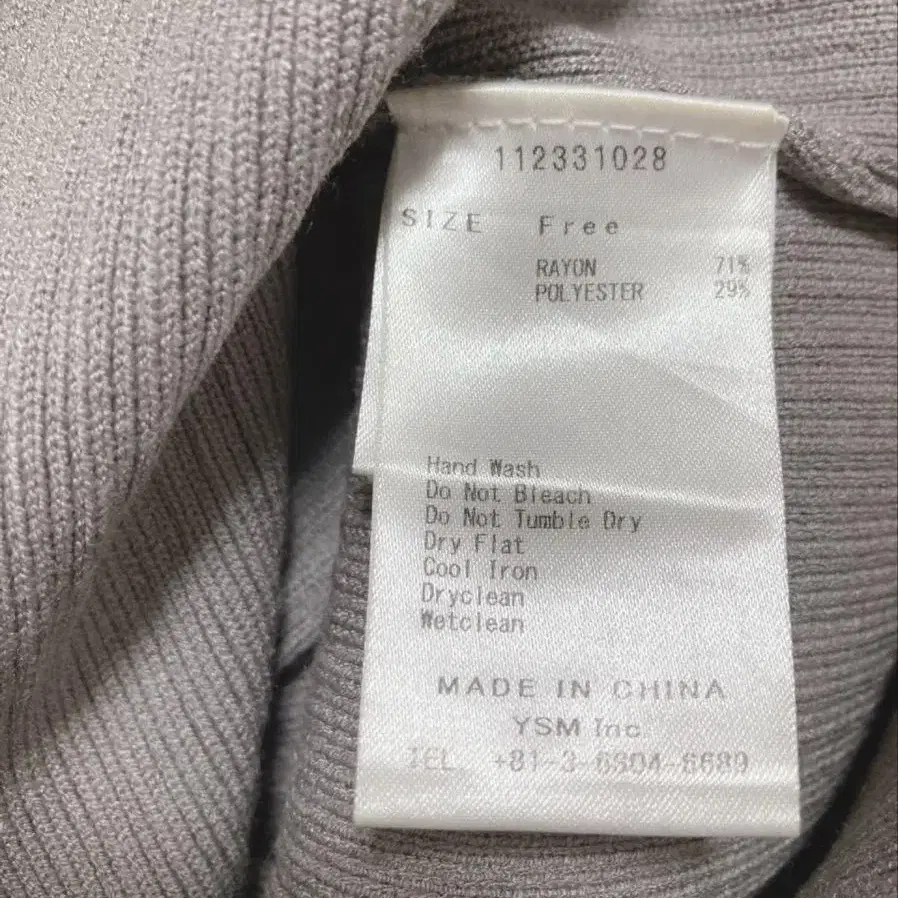 112331028
SIZE Free
RAYON 71%
POLYESTER 29%
Hand Wash
Do Not Bleach
Do Not Tumble Dry
Dry Flat
Cool Iron
Dryclean
Wetclean
MADE IN CHINA
YSM Inc.
TEL +81-3-6804-6689